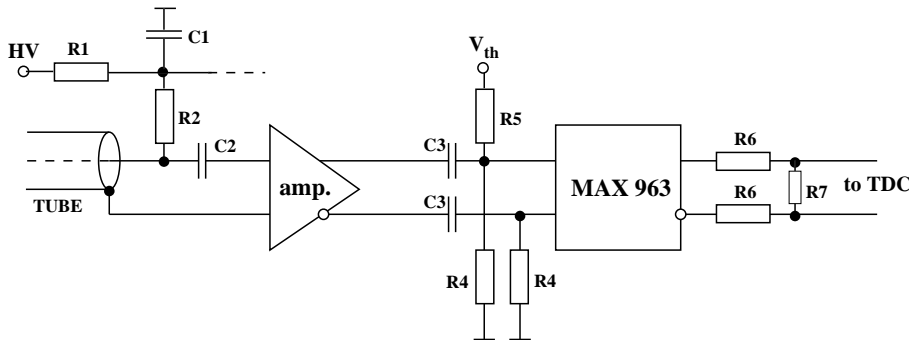 C1
HV
R1
V_th
R2
R5
C2
C3
R6
amp.
MAX 963
R7
to TDC
TUBE
C3
R6
R4
R4